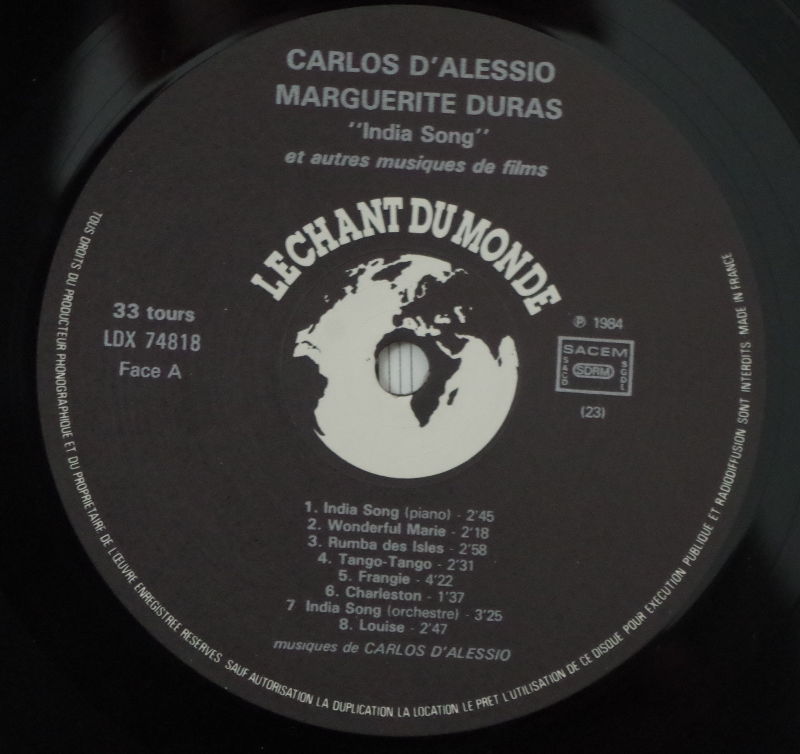 CARLOS D'ALESSIO
MARGUERITE DURAS
"India Song"
et autres musiques de films
LE CHANT DU MONDE
33 tours
LDX 74818
Face A
℗ 1984
SACEM
SACD
SDRM
SGDL
(23)
1. India Song (piano) - 2'45
2. Wonderful Marie - 2'18
3. Rumba des Isles - 2'58
4. Tango-Tango - 2'31
5. Frangie - 4'22
6. Charleston - 1'37
7 India Song (orchestre) - 3'25
8. Louise - 2'47
musiques de CARLOS D'ALESSIO
TOUS DROITS DU PRODUCTEUR PHONOGRAPHIQUE ET DU PROPRIETAIRE DE L'ŒUVRE ENREGISTREE RESERVES SAUF AUTORISATION LA DUPLICATION LA LOCATION LE PRET L'UTILISATION DE CE DISQUE POUR EXECUTION PUBLIQUE ET RADIODIFFUSION SONT INTERDITS MADE IN FRANCE